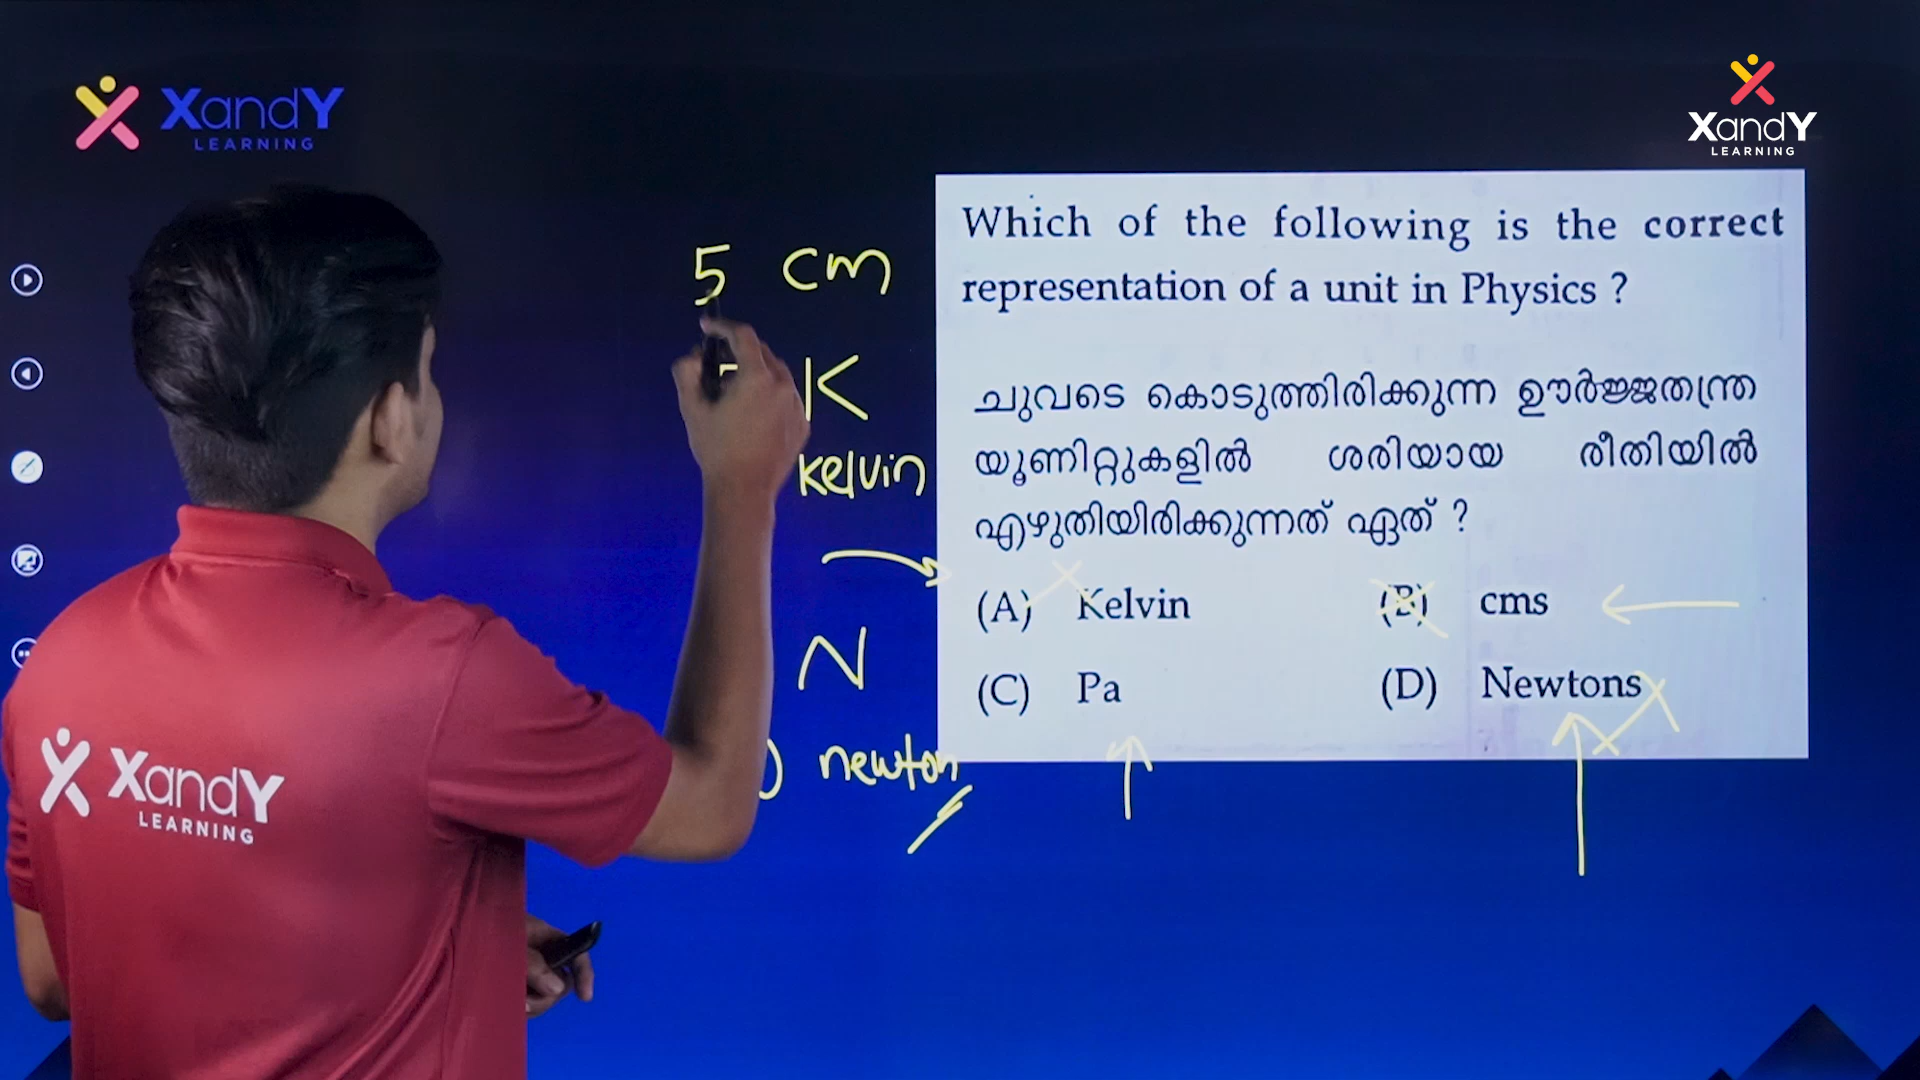 XandY
LEARNING
XandY
LEARNING
Which of the following is the correct
representation of a unit in Physics ?
ചുവടെ കൊടുത്തിരിക്കുന്ന ഊർജ്ജതന്ത്ര
യൂണിറ്റുകളിൽ ശരിയായ രീതിയിൽ
എഴുതിയിരിക്കുന്നത് ഏത് ?
(A) Kelvin (B) cms
(C) Pa (D) Newtons
5 cm
K
kelvin
N
newton
XandY
LEARNING